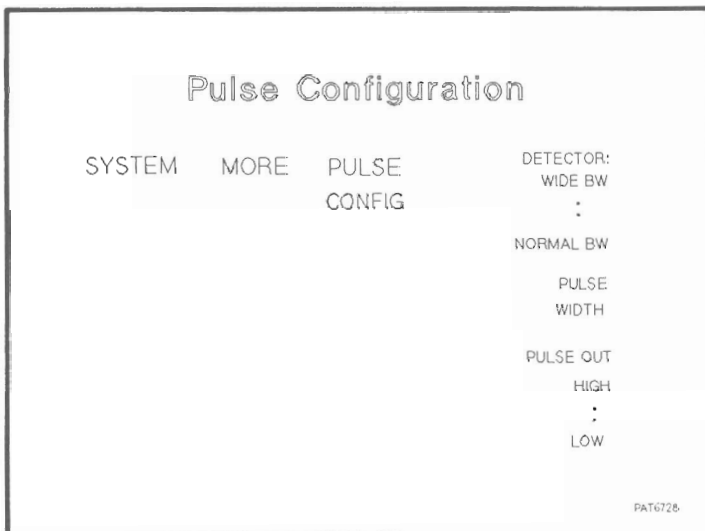 Pulse Configuration
SYSTEM MORE PULSE CONFIG
DETECTOR:
WIDE BW
:
NORMAL BW
PULSE
WIDTH
PULSE OUT
HIGH
:
LOW
PAT6728